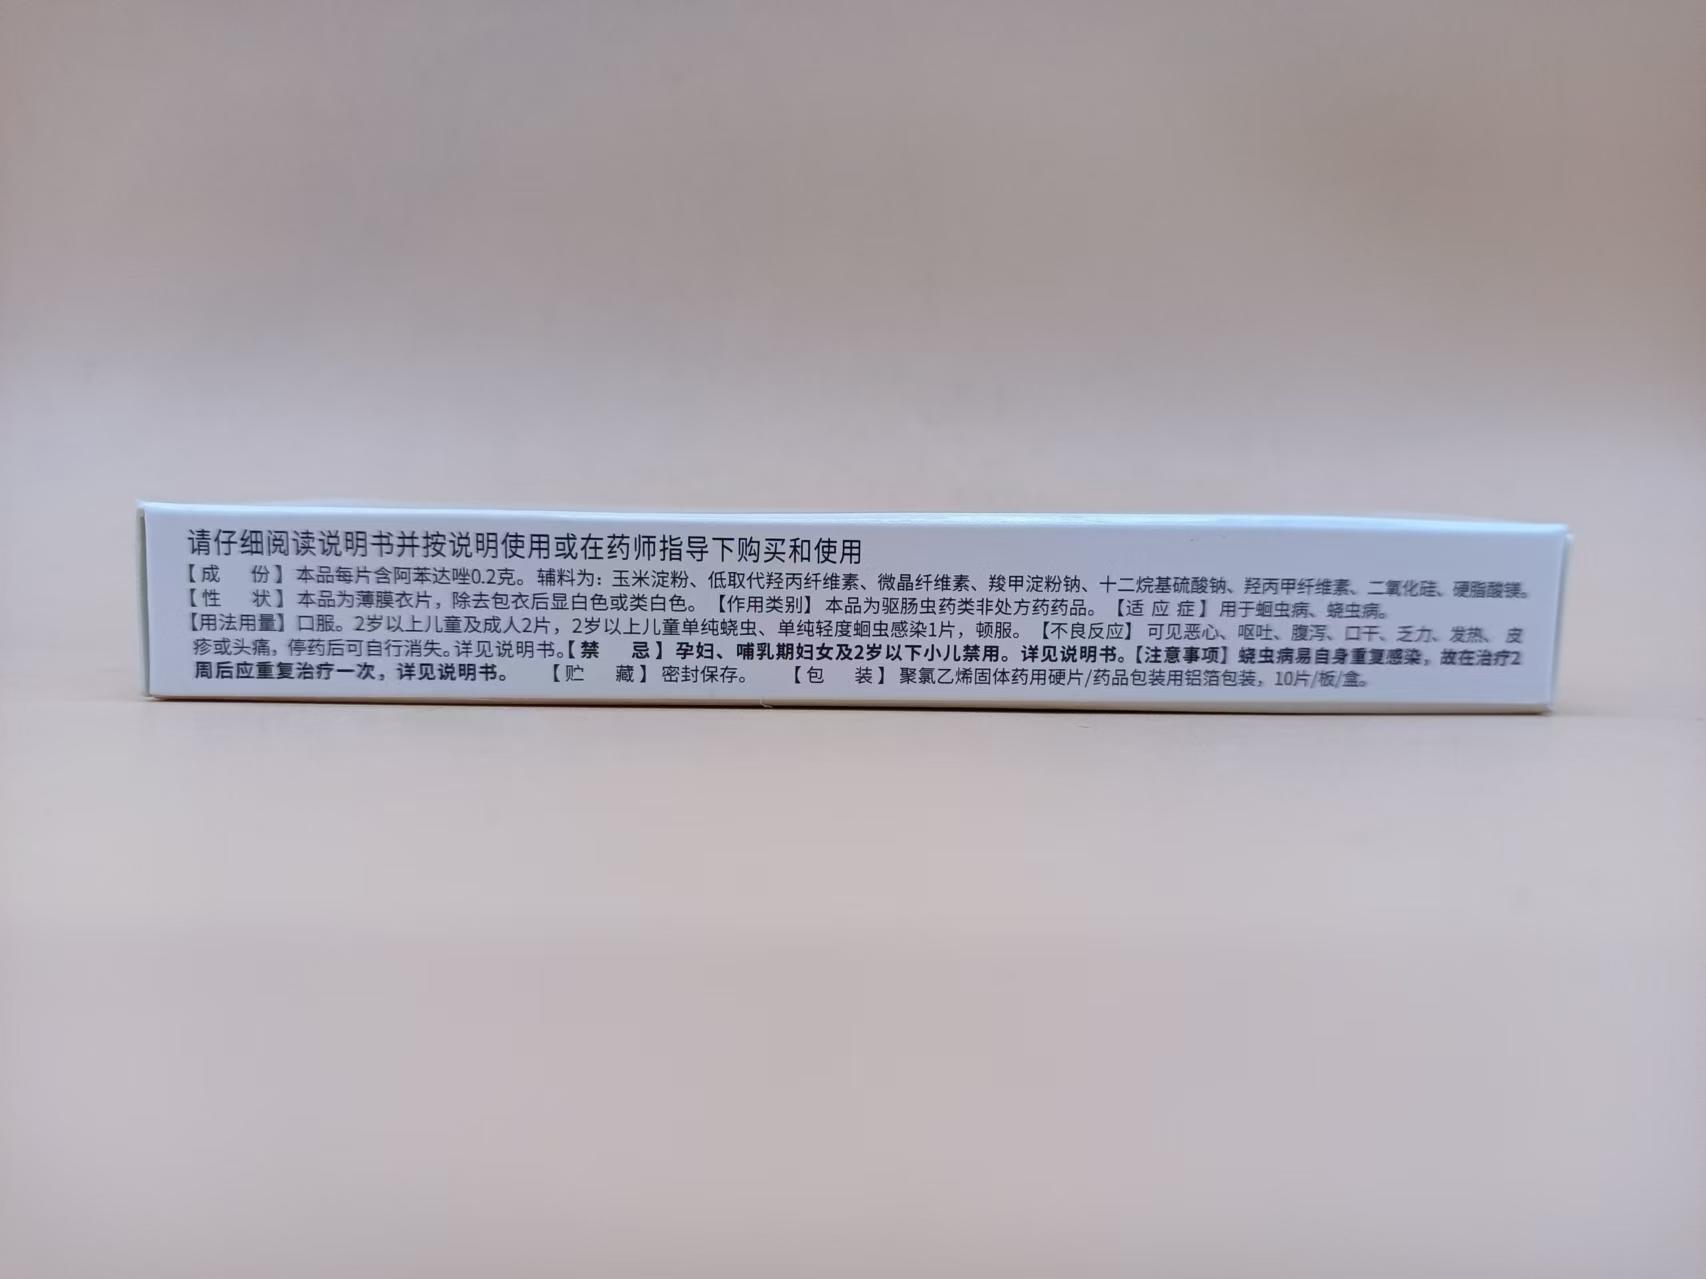 请仔细阅读说明书并按说明使用或在药师指导下购买和使用
【成 份】本品每片含阿苯达唑0.2克。辅料为：玉米淀粉、低取代羟丙纤维素、微晶纤维素、羧甲淀粉钠、十二烷基硫酸钠、羟丙甲纤维素、二氧化硅、硬脂酸镁。
【性 状】本品为薄膜衣片，除去包衣后显白色或类白色。【作用类别】本品为驱肠虫药类非处方药药品。【适 应 症】用于蛔虫病、蛲虫病。
【用法用量】口服。2岁以上儿童及成人2片，2岁以上儿童单纯蛲虫、单纯轻度蛔虫感染1片，顿服。【不良反应】可见恶心、呕吐、腹泻、口干、乏力、发热、皮
疹或头痛，停药后可自行消失。详见说明书。【禁 忌】孕妇、哺乳期妇女及2岁以下小儿禁用。详见说明书。【注意事项】蛲虫病易自身重复感染，故在治疗2
周后应重复治疗一次，详见说明书。 【贮 藏】密封保存。 【包 装】聚氯乙烯固体药用硬片/药品包装用铝箔包装，10片/板/盒。